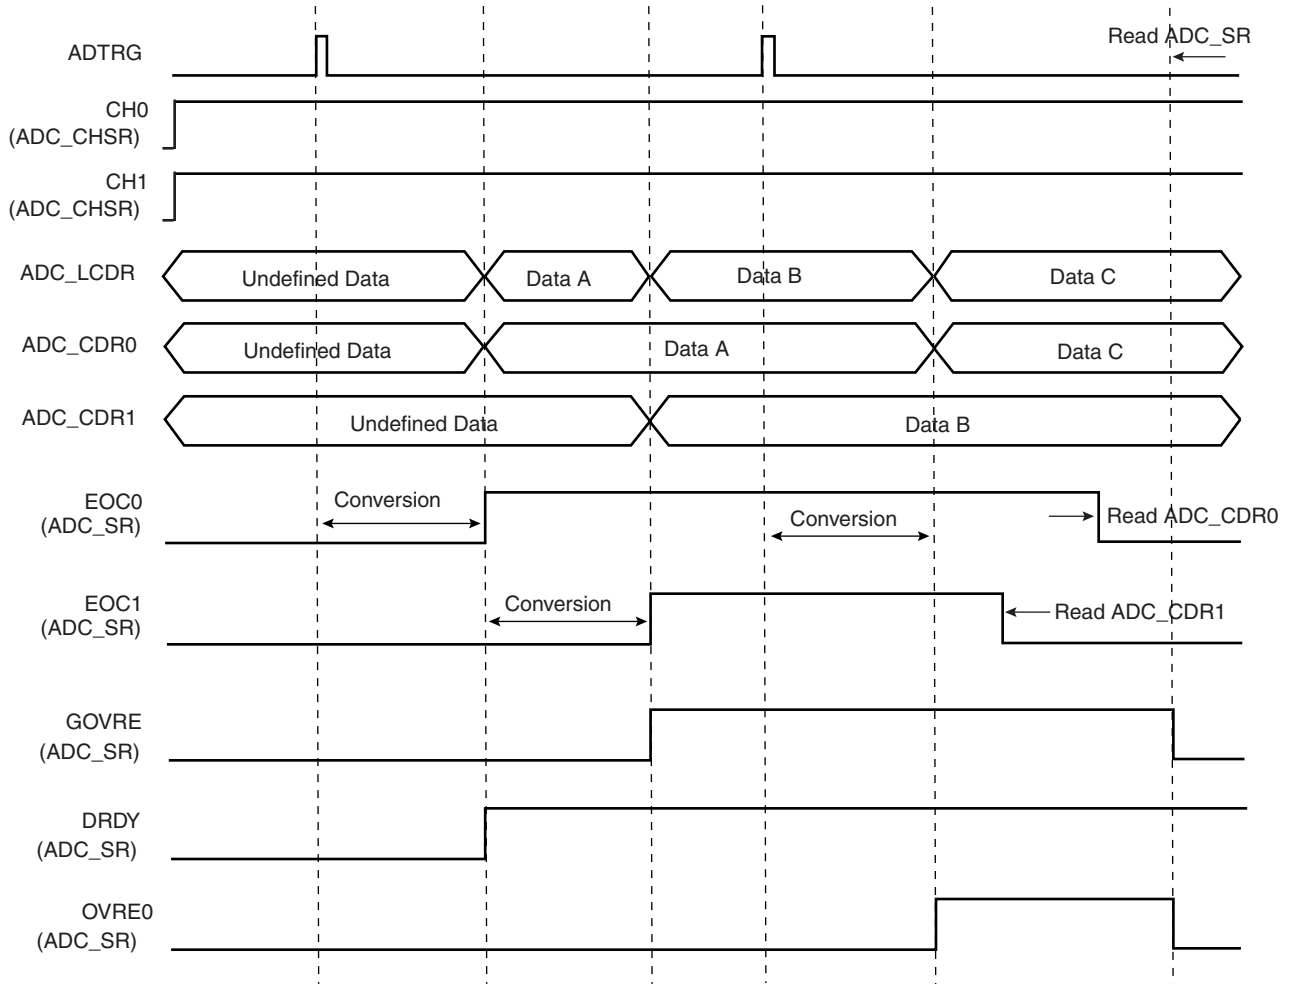 ADTRG
Read ADC_SR
CH0
(ADC_CHSR)
CH1
(ADC_CHSR)
ADC_LCDR
Undefined Data
Data A
Data B
Data C
ADC_CDR0
Undefined Data
Data A
Data C
ADC_CDR1
Undefined Data
Data B
EOC0
(ADC_SR)
Conversion
Conversion
Read ADC_CDR0
EOC1
(ADC_SR)
Conversion
Read ADC_CDR1
GOVRE
(ADC_SR)
DRDY
(ADC_SR)
OVRE0
(ADC_SR)